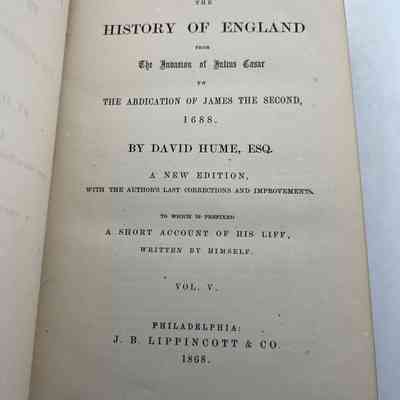 THE
HISTORY OF ENGLAND
FROM
The Invasion of Julius Cæsar
TO
THE ABDICATION OF JAMES THE SECOND,
1688.
BY DAVID HUME, ESQ.
A NEW EDITION,
WITH THE AUTHOR'S LAST CORRECTIONS AND IMPROVEMENTS.
TO WHICH IS PREFIXED
A SHORT ACCOUNT OF HIS LIFE,
WRITTEN BY HIMSELF.
VOL. V.
PHILADELPHIA:
J. B. LIPPINCOTT & CO.
1868.